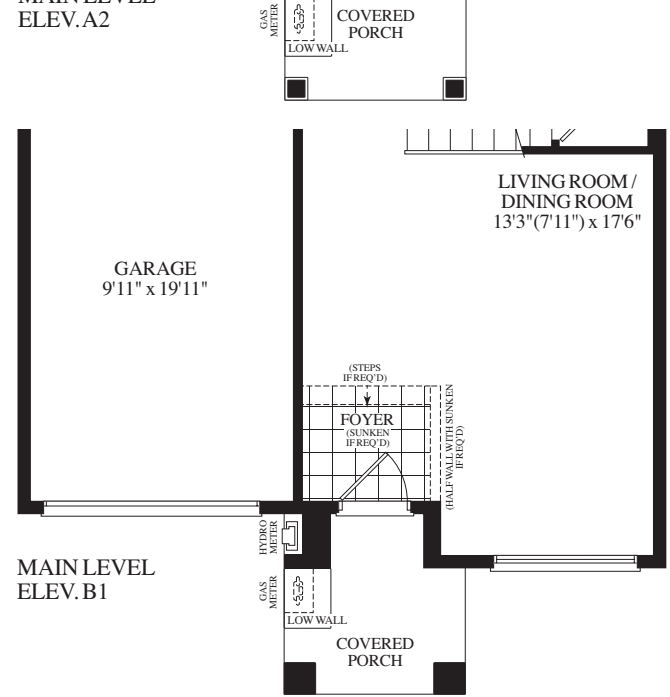 ELEV. A2
GAS
METER
COVERED
PORCH
LOW WALL
LIVING ROOM /
DINING ROOM
13'3"(7'11") x 17'6"
GARAGE
9'11" x 19'11"
(STEPS
IF REQ'D)
FOYER
(SUNKEN
IF REQ'D)
(HALF WALL WITH SUNKEN
IF REQ'D)
HYDRO
METER
MAIN LEVEL
ELEV. B1
GAS
METER
LOW WALL
COVERED
PORCH